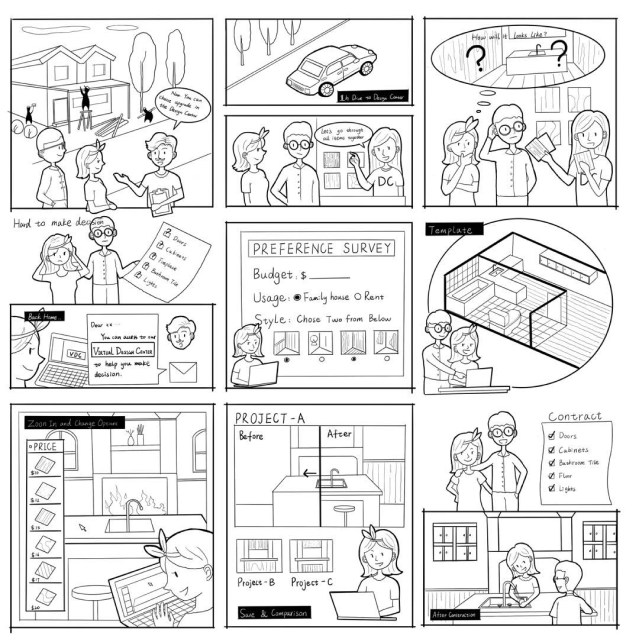 Now You can
choose upgrade in
the Design Center
Drive to Design Center
Let's go through
all items together
DC
How will it looks like?
?
?
D
Hard to make decision
Doors
Cabinets
Fireplace
Bathroom Tile
Lights
Back Home
VDC
Dear
You can access to our
VIRTUAL DESIGN CENTER
to help you make
decision.
PREFERENCE SURVEY
Budget: $
Usage: Family house Rent
Style: Chose Two from Below
Template
Zoom In and Change Options
PRICE
PROJECT-A
Before
After
Project-B
Project-C
Save & Comparison
Contract
Doors
Cabinets
Bathroom Tile
Floor
Lights
After Construction